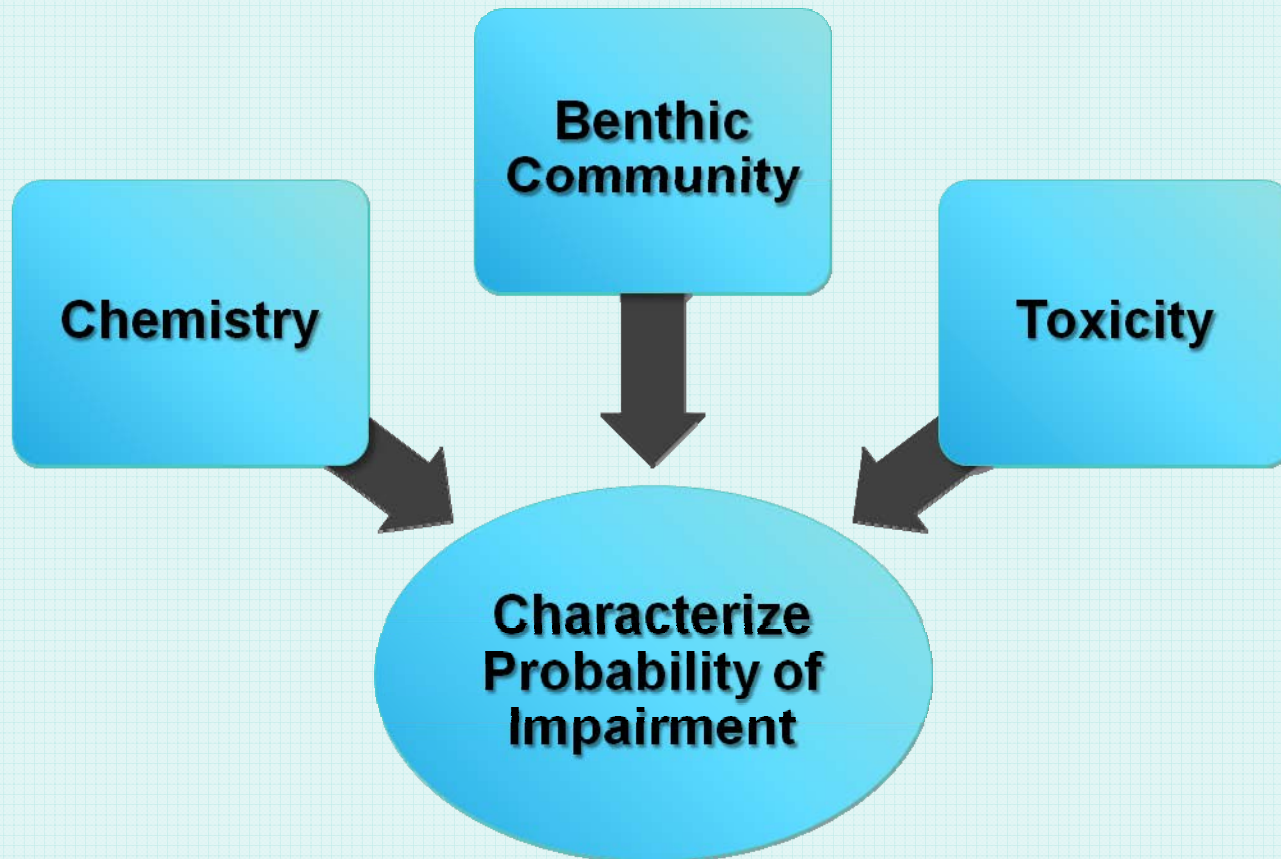 Benthic
Community
Chemistry
Toxicity
Characterize
Probability of
Impairment